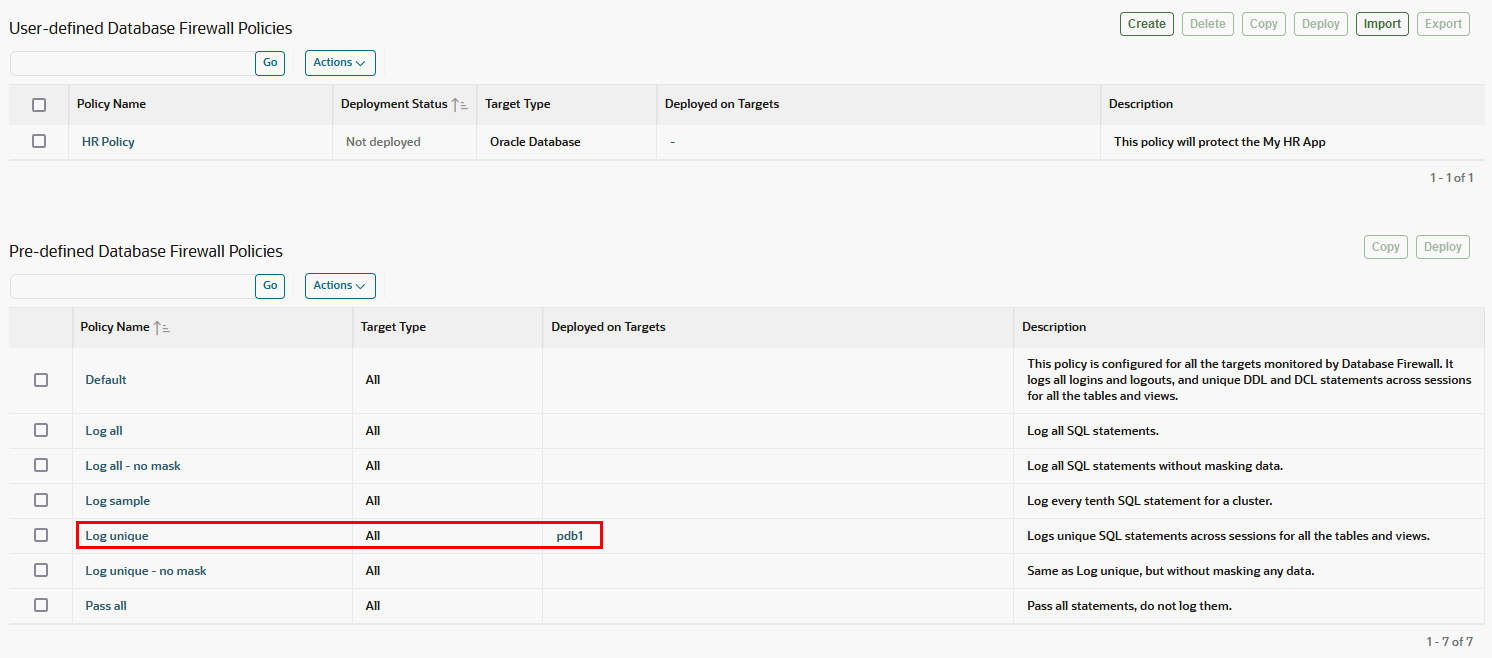 User-defined Database Firewall Policies
Create Delete Copy Deploy Import Export
Go Actions
Policy Name Deployment Status Target Type Deployed on Targets Description
HR Policy Not deployed Oracle Database - This policy will protect the My HR App
1 - 1 of 1
Pre-defined Database Firewall Policies
Copy Deploy
Go Actions
Policy Name Target Type Deployed on Targets Description
Default All This policy is configured for all the targets monitored by Database Firewall. It
logs all logins and logouts, and unique DDL and DCL statements across sessions
for all the tables and views.
Log all All Log all SQL statements.
Log all - no mask All Log all SQL statements without masking data.
Log sample All Log every tenth SQL statement for a cluster.
Log unique All pdb1 Logs unique SQL statements across sessions for all the tables and views.
Log unique - no mask All Same as Log unique, but without masking any data.
Pass all All Pass all statements, do not log them.
1 - 7 of 7